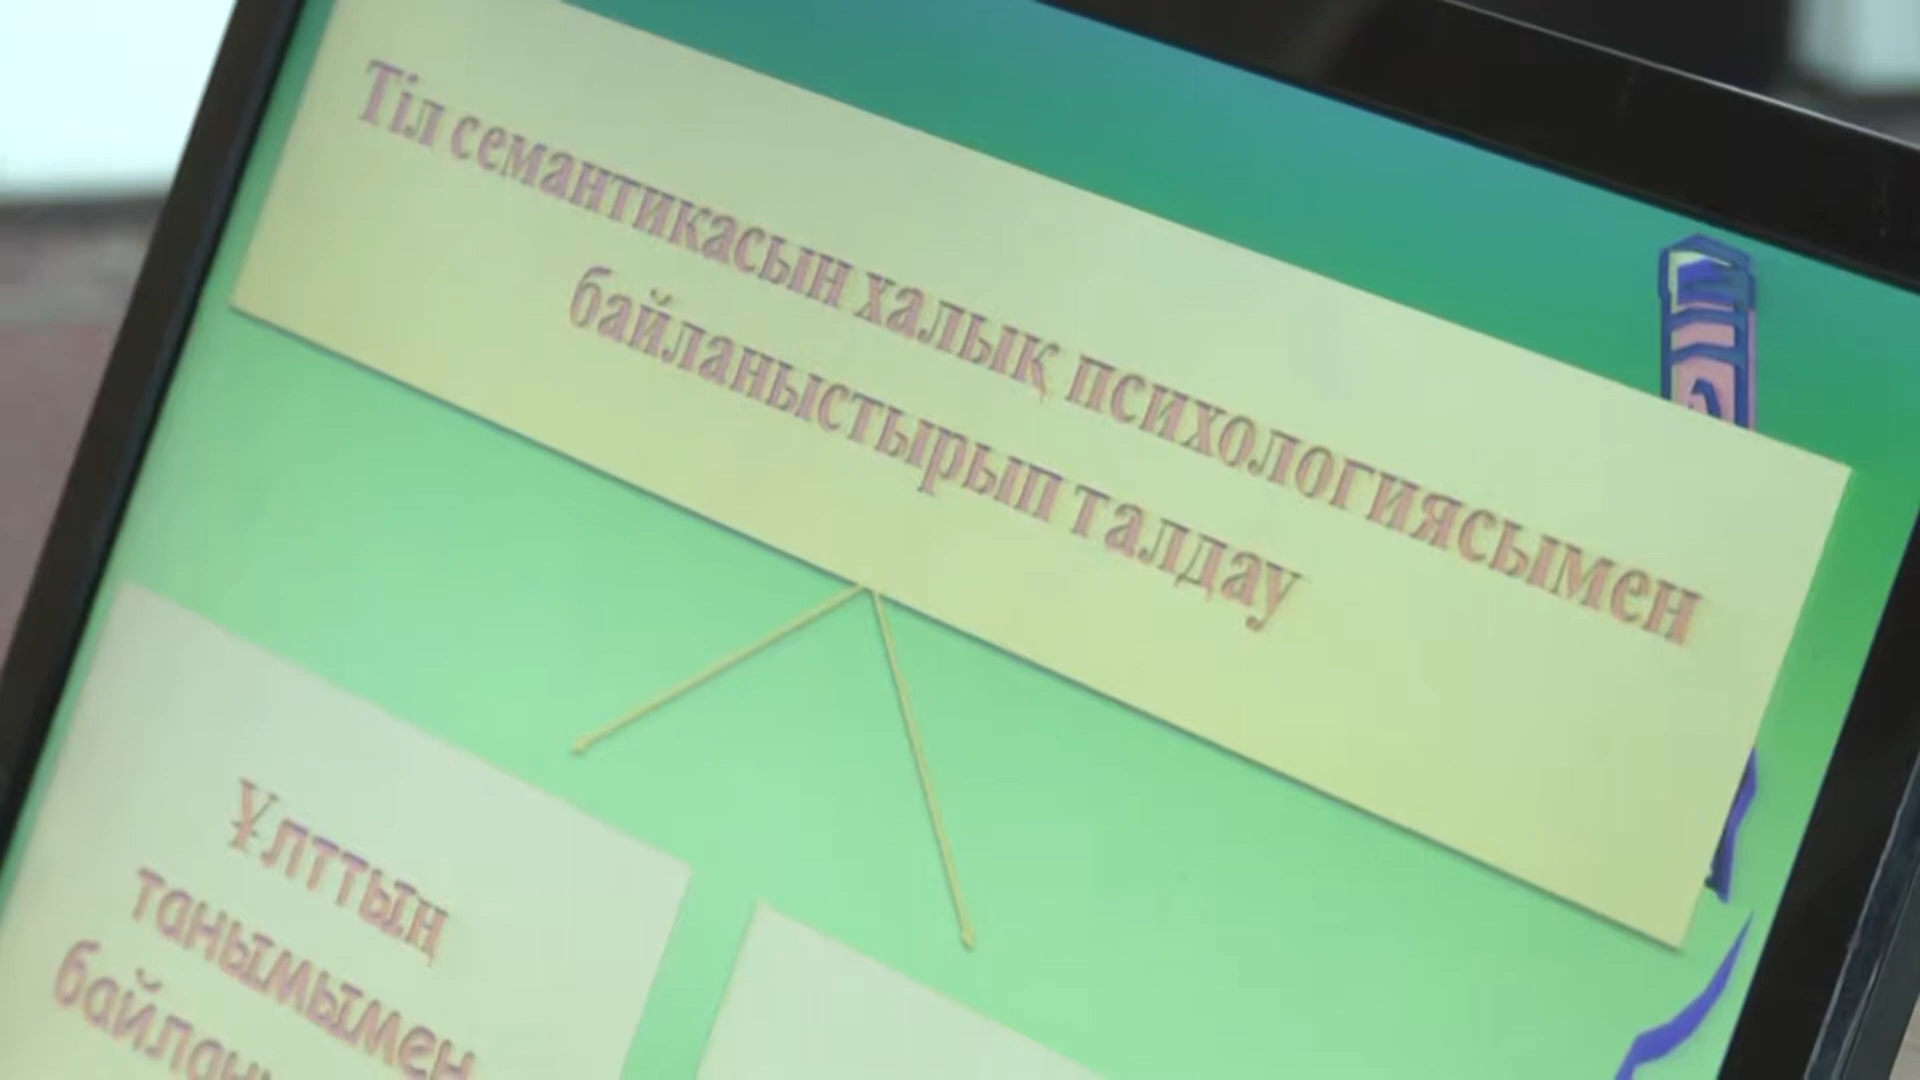 Тіл семантикасын халық психологиясымен
байланыстырып талдау
Ұлттың
танымымен